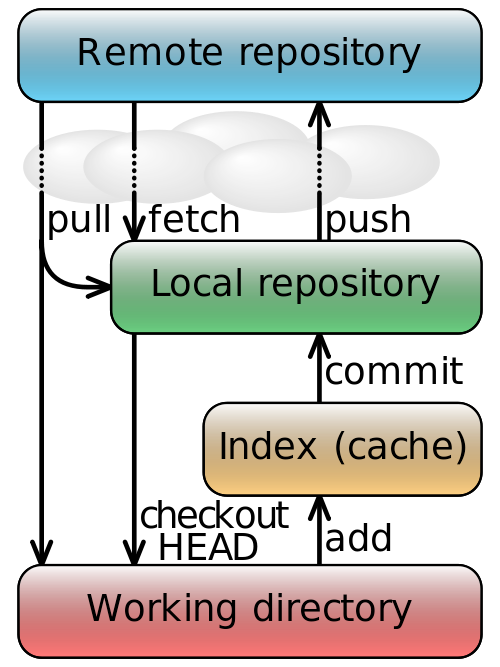 Remote repository
pull
fetch
push
Local repository
commit
Index (cache)
checkout
HEAD
add
Working directory